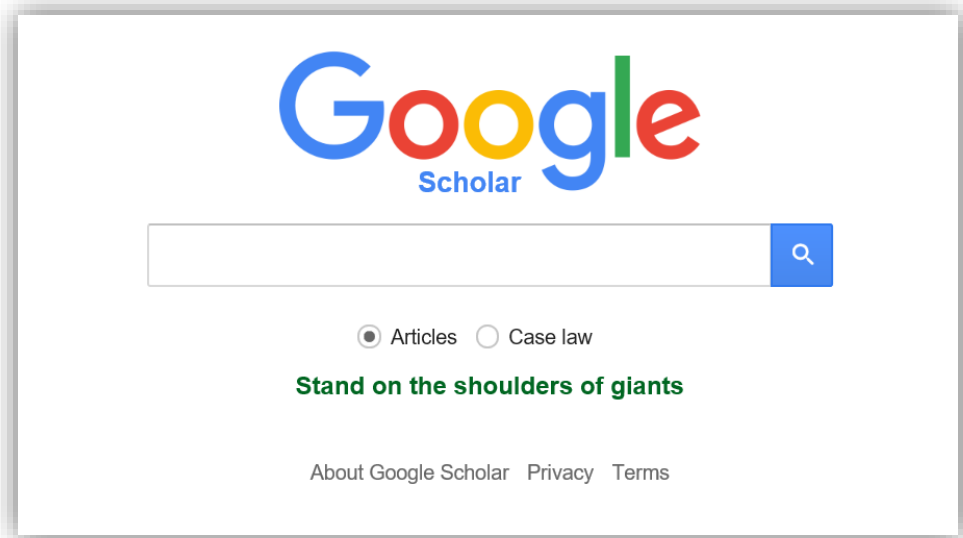 Google
Scholar
Articles Case law
Stand on the shoulders of giants
About Google Scholar Privacy Terms